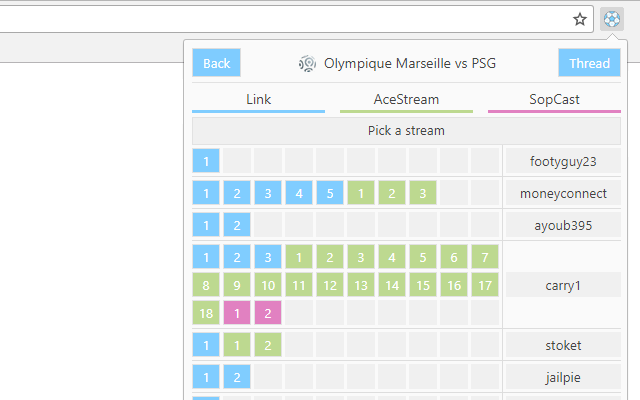 Back Olympique Marseille vs PSG Thread
Link AceStream SopCast
Pick a stream
1 footyguy23
1 2 3 4 5 1 2 3 moneyconnect
1 2 ayoub395
1 2 3 1 2 3 4 5 6 7
8 9 10 11 12 13 14 15 16 17 carry1
18 1 2
1 1 2 stoket
1 2 jailpie